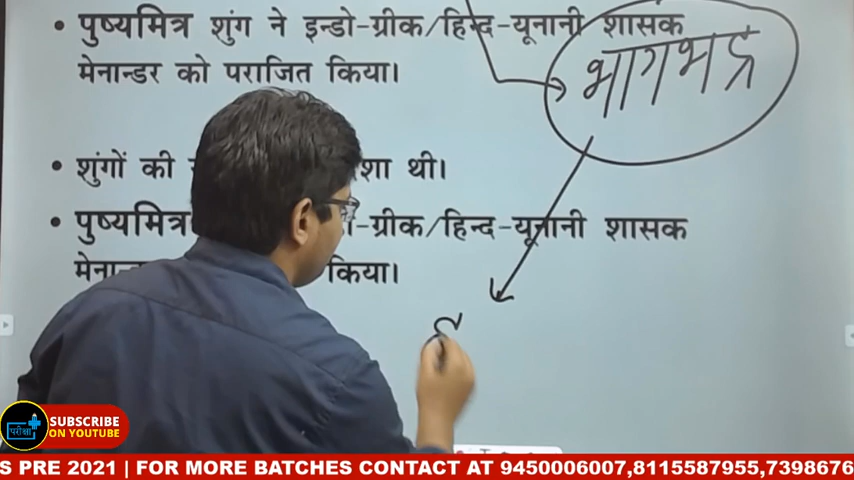 • पुष्यमित्र शुंग ने इन्डो-ग्रीक/हिन्द-यूनानी शासक
मेनान्डर को पराजित किया।
भागभद्र
• शुंगों की शा थी।
• पुष्यमित्र -ग्रीक/हिन्द-यूनानी शासक
किया।
परीक्षा
SUBSCRIBE
ON YOUTUBE
S PRE 2021 | FOR MORE BATCHES CONTACT AT 9450006007,8115587955,7398676